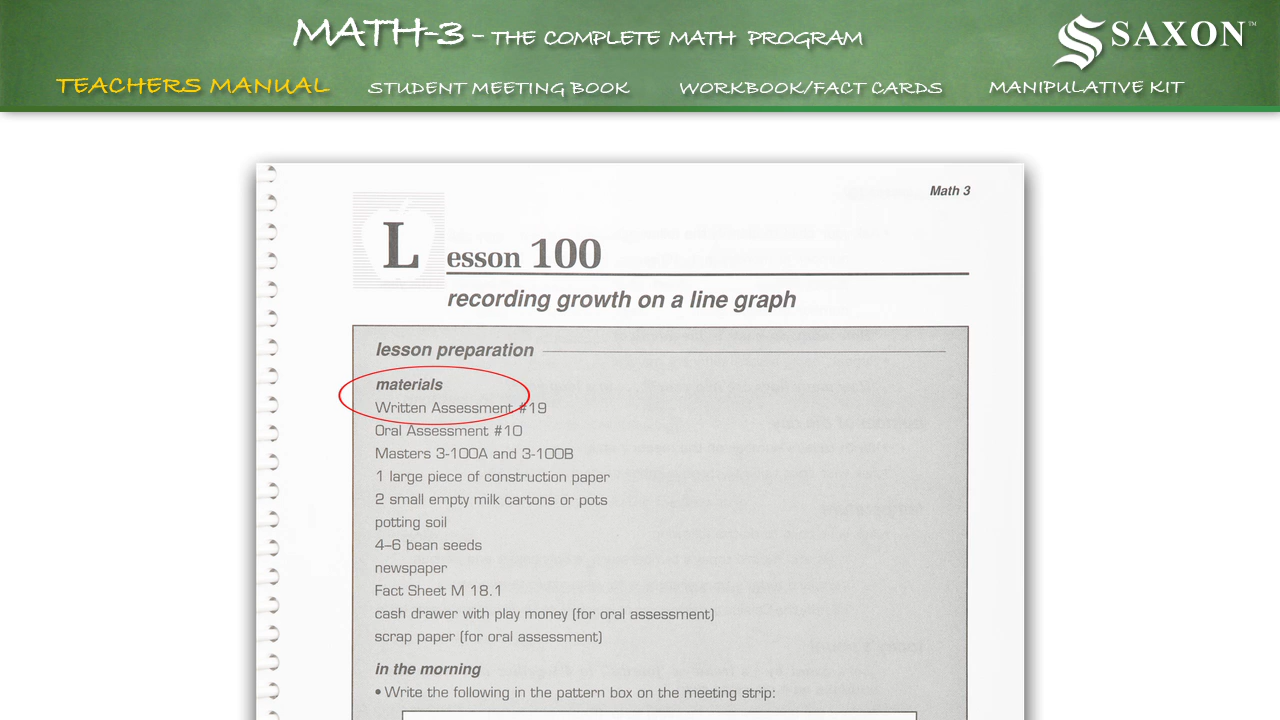 MATH-3 – THE COMPLETE MATH PROGRAM
SAXON™
TEACHERS MANUAL STUDENT MEETING BOOK WORKBOOK/FACT CARDS MANIPULATIVE KIT
Math 3
Lesson 100
recording growth on a line graph
lesson preparation
materials
Written Assessment #19
Oral Assessment #10
Masters 3-100A and 3-100B
1 large piece of construction paper
2 small empty milk cartons or pots
potting soil
4–6 bean seeds
newspaper
Fact Sheet M 18.1
cash drawer with play money (for oral assessment)
scrap paper (for oral assessment)
in the morning
• Write the following in the pattern box on the meeting strip: